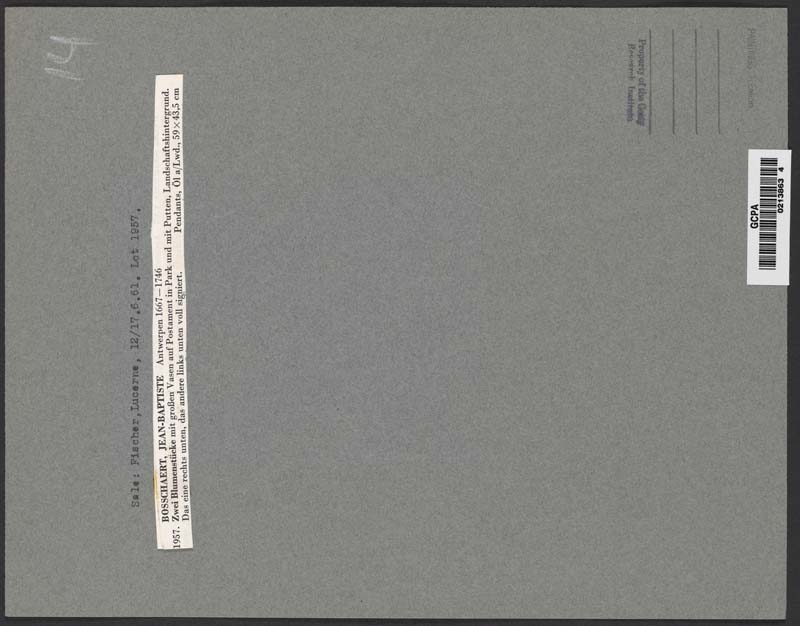 14
Sale: Fischer,Lucerne, 12/17.6.61. Lot 1957.
BOSSCHAERT, JEAN-BAPTISTE Antwerpen 1667—1746
1957. Zwei Blumenstücke mit großen Vasen auf Postament in Park und mit Putten, Landschaftshintergrund.
Das eine rechts unten, das andere links unten voll signiert. Pendants, Öl a/Lwd., 59×43,5 cm
Property of the Getty
Research Institute
GCPA
0213863 4